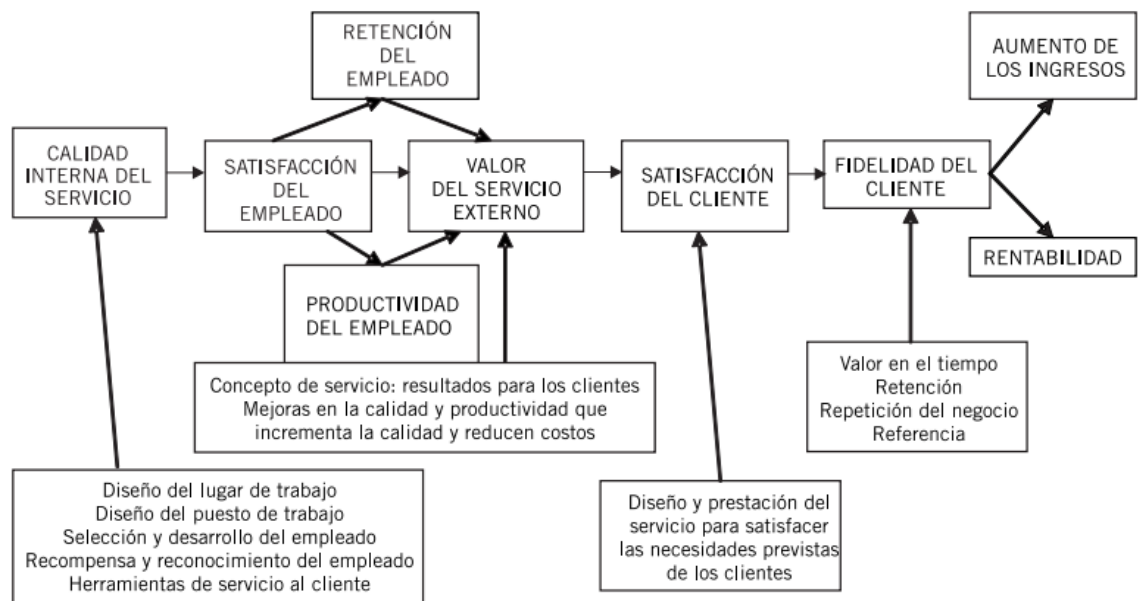 RETENCIÓN
DEL
EMPLEADO
AUMENTO DE
LOS INGRESOS
CALIDAD
INTERNA DEL
SERVICIO
SATISFACCIÓN
DEL
EMPLEADO
VALOR
DEL SERVICIO
EXTERNO
SATISFACCIÓN
DEL CLIENTE
FIDELIDAD DEL
CLIENTE
RENTABILIDAD
PRODUCTIVIDAD
DEL EMPLEADO
Concepto de servicio: resultados para los clientes
Mejoras en la calidad y productividad que
incrementa la calidad y reducen costos
Valor en el tiempo
Retención
Repetición del negocio
Referencia
Diseño del lugar de trabajo
Diseño del puesto de trabajo
Selección y desarrollo del empleado
Recompensa y reconocimiento del empleado
Herramientas de servicio al cliente
Diseño y prestación del
servicio para satisfacer
las necesidades previstas
de los clientes